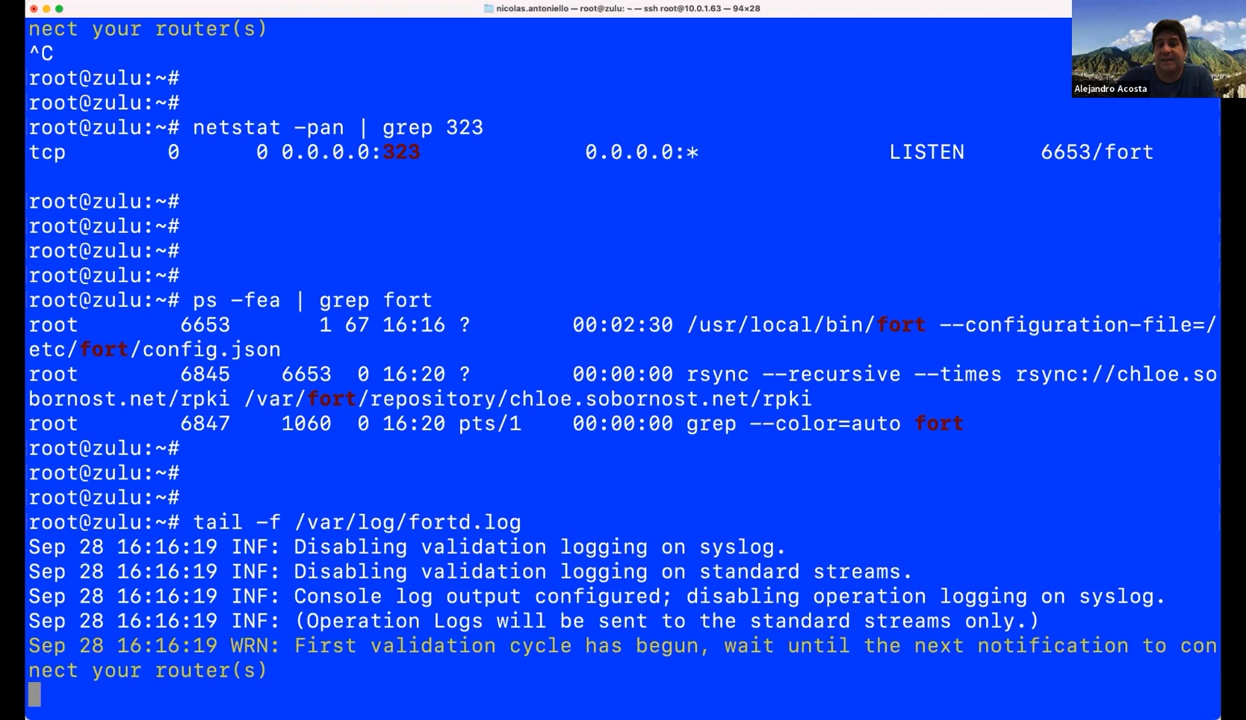 nicolas.antoniello — root@zulu: ~ — ssh root@10.0.1.63 — 94×28
nect your router(s)
^C
root@zulu:~#
root@zulu:~#
root@zulu:~# netstat -pan | grep 323
tcp 0 0 0.0.0.0:323 0.0.0.0:* LISTEN 6653/fort
root@zulu:~#
root@zulu:~#
root@zulu:~#
root@zulu:~#
root@zulu:~# ps -fea | grep fort
root 6653 1 67 16:16 ? 00:02:30 /usr/local/bin/fort --configuration-file=/
etc/fort/config.json
root 6845 6653 0 16:20 ? 00:00:00 rsync --recursive --times rsync://chloe.so
bornost.net/rpki /var/fort/repository/chloe.sobornost.net/rpki
root 6847 1060 0 16:20 pts/1 00:00:00 grep --color=auto fort
root@zulu:~#
root@zulu:~#
root@zulu:~#
root@zulu:~# tail -f /var/log/fortd.log
Sep 28 16:16:19 INF: Disabling validation logging on syslog.
Sep 28 16:16:19 INF: Disabling validation logging on standard streams.
Sep 28 16:16:19 INF: Console log output configured; disabling operation logging on syslog.
Sep 28 16:16:19 INF: (Operation Logs will be sent to the standard streams only.)
Sep 28 16:16:19 WRN: First validation cycle has begun, wait until the next notification to con
nect your router(s)
Alejandro Acosta